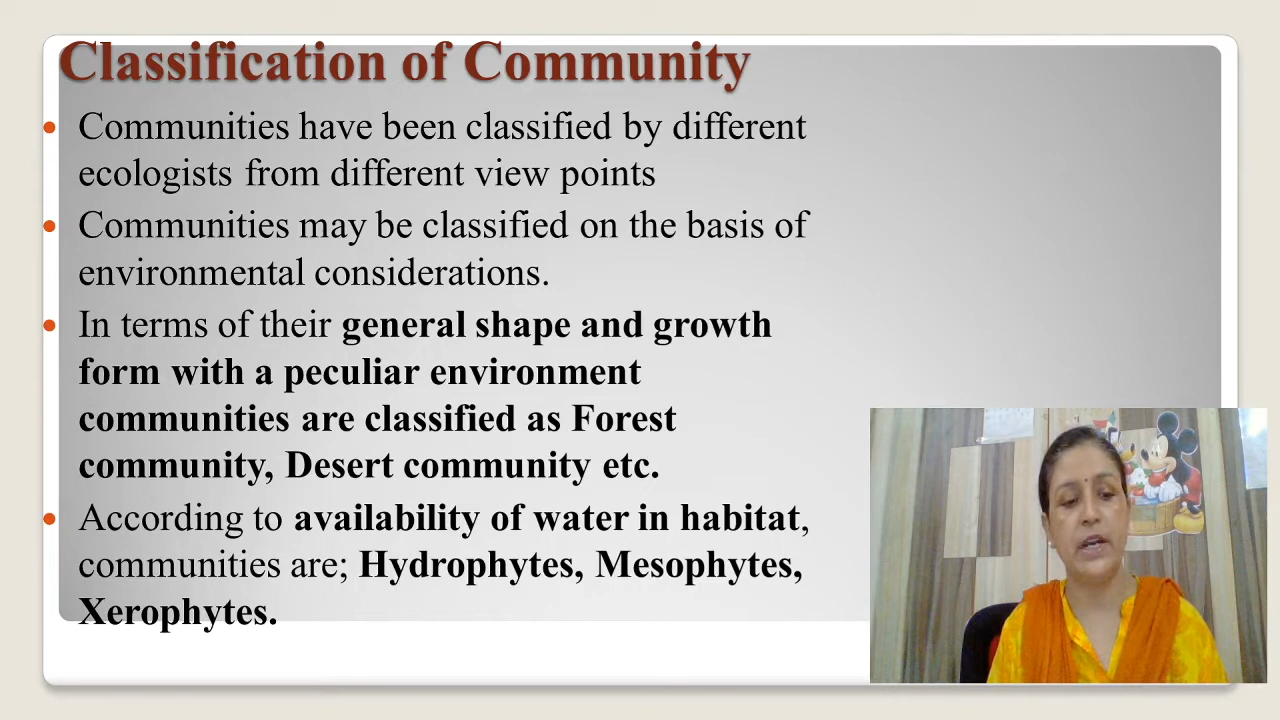 Classification of Community
Communities have been classified by different
ecologists from different view points
Communities may be classified on the basis of
environmental considerations.
In terms of their general shape and growth
form with a peculiar environment
communities are classified as Forest
community, Desert community etc.
According to availability of water in habitat,
communities are; Hydrophytes, Mesophytes,
Xerophytes.